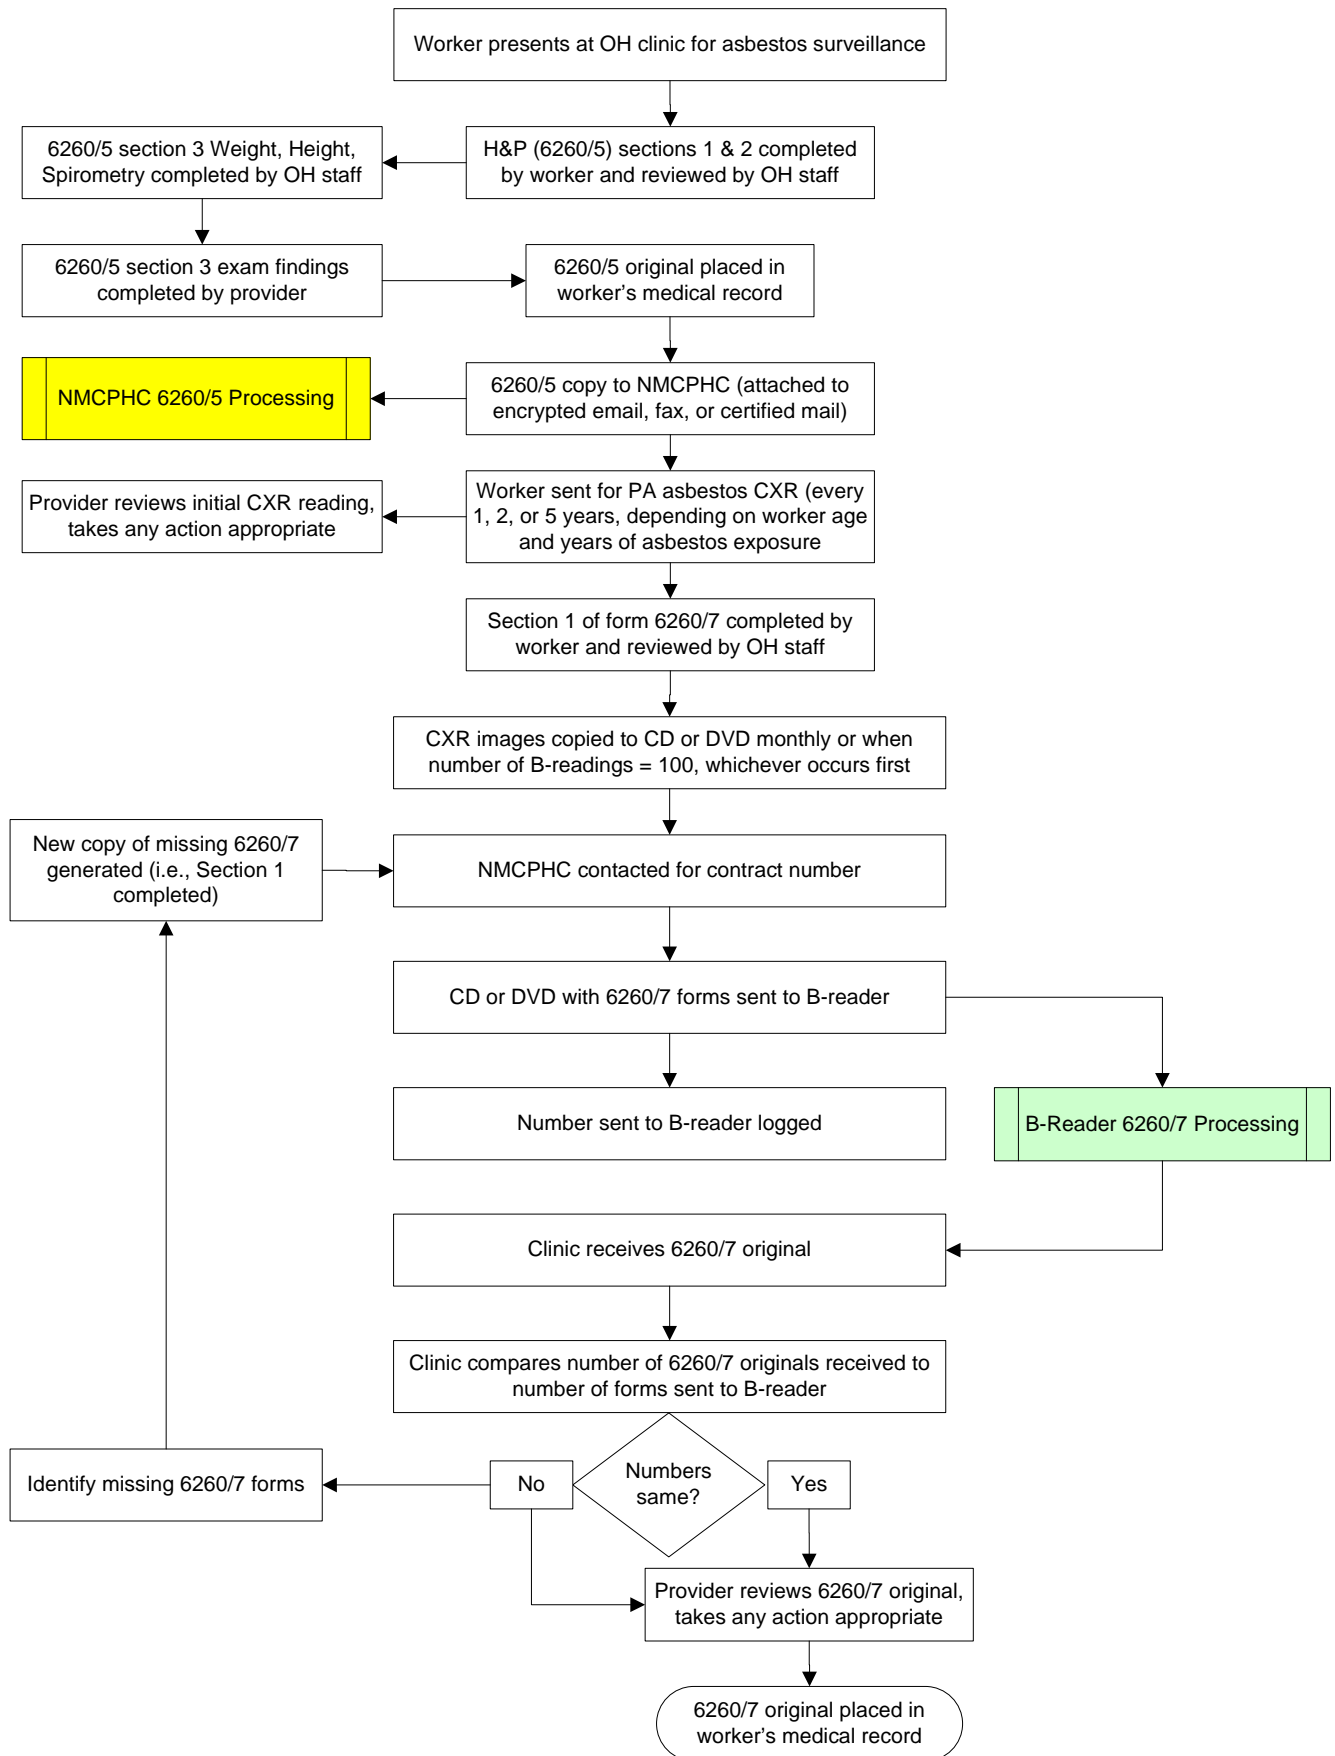 Worker presents at OH clinic for asbestos surveillance
6260/5 section 3 Weight, Height,
Spirometry completed by OH staff
H&P (6260/5) sections 1 & 2 completed
by worker and reviewed by OH staff
6260/5 section 3 exam findings
completed by provider
6260/5 original placed in
worker's medical record
NMCPHC 6260/5 Processing
6260/5 copy to NMCPHC (attached to
encrypted email, fax, or certified mail)
Provider reviews initial CXR reading,
takes any action appropriate
Worker sent for PA asbestos CXR (every
1, 2, or 5 years, depending on worker age
and years of asbestos exposure
Section 1 of form 6260/7 completed by
worker and reviewed by OH staff
CXR images copied to CD or DVD monthly or when
number of B-readings = 100, whichever occurs first
New copy of missing 6260/7
generated (i.e., Section 1
completed)
NMCPHC contacted for contract number
CD or DVD with 6260/7 forms sent to B-reader
Number sent to B-reader logged
B-Reader 6260/7 Processing
Clinic receives 6260/7 original
Clinic compares number of 6260/7 originals received to
number of forms sent to B-reader
Identify missing 6260/7 forms
No
Numbers
same?
Yes
Provider reviews 6260/7 original,
takes any action appropriate
6260/7 original placed in
worker's medical record